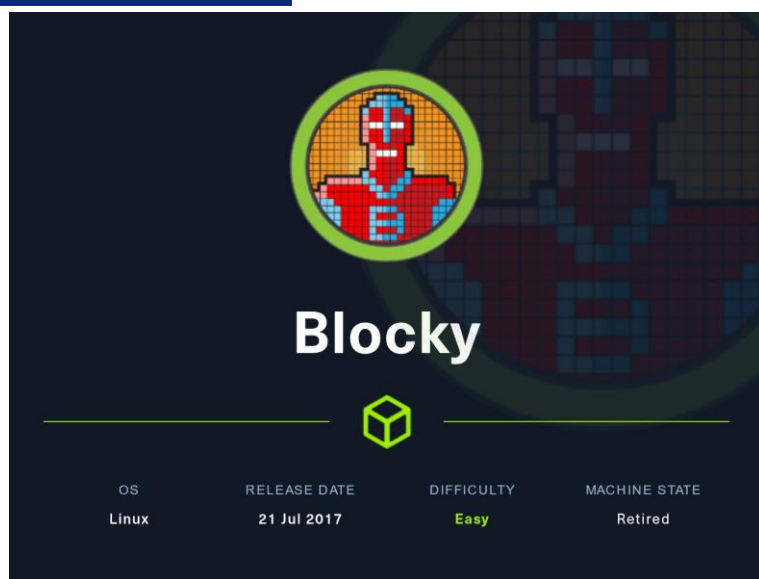 Blocky
OS RELEASE DATE DIFFICULTY MACHINE STATE
Linux 21 Jul 2017 Easy Retired